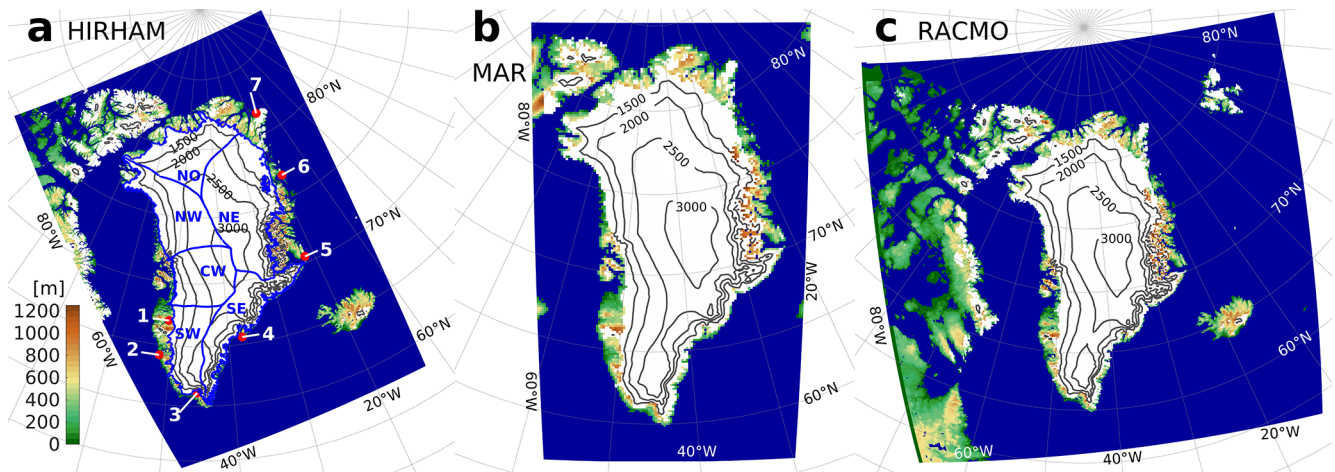 a HIRHAM
7
80°N
1500
2000
NO
2500
6
NW
NE
3000
70°N
80°W
5
CW
[m]
1200
1000
800
600
400
200
0
SE
1
SW
4
2
60°W
60°N
3
20°W
40°W
b
MAR
80°N
80°W
1500
2000
2500
3000
70°N
20°W
60°W
60°N
40°W
c RACMO
80°N
1500
2000
2500
70°N
3000
80°W
60°N
60°W
40°W
20°W